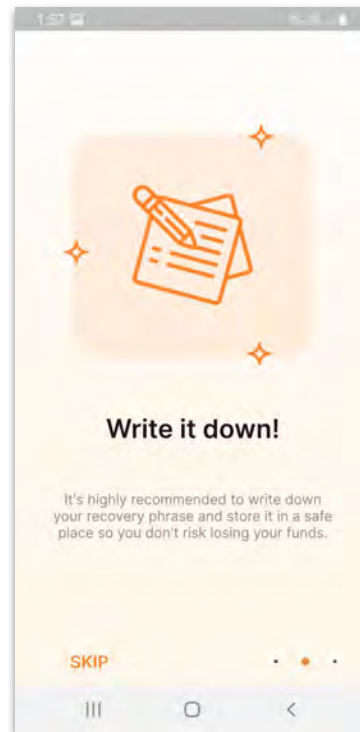 1:37
Write it down!
It's highly recommended to write down
your recovery phrase and store it in a safe
place so you don't risk losing your funds.
SKIP